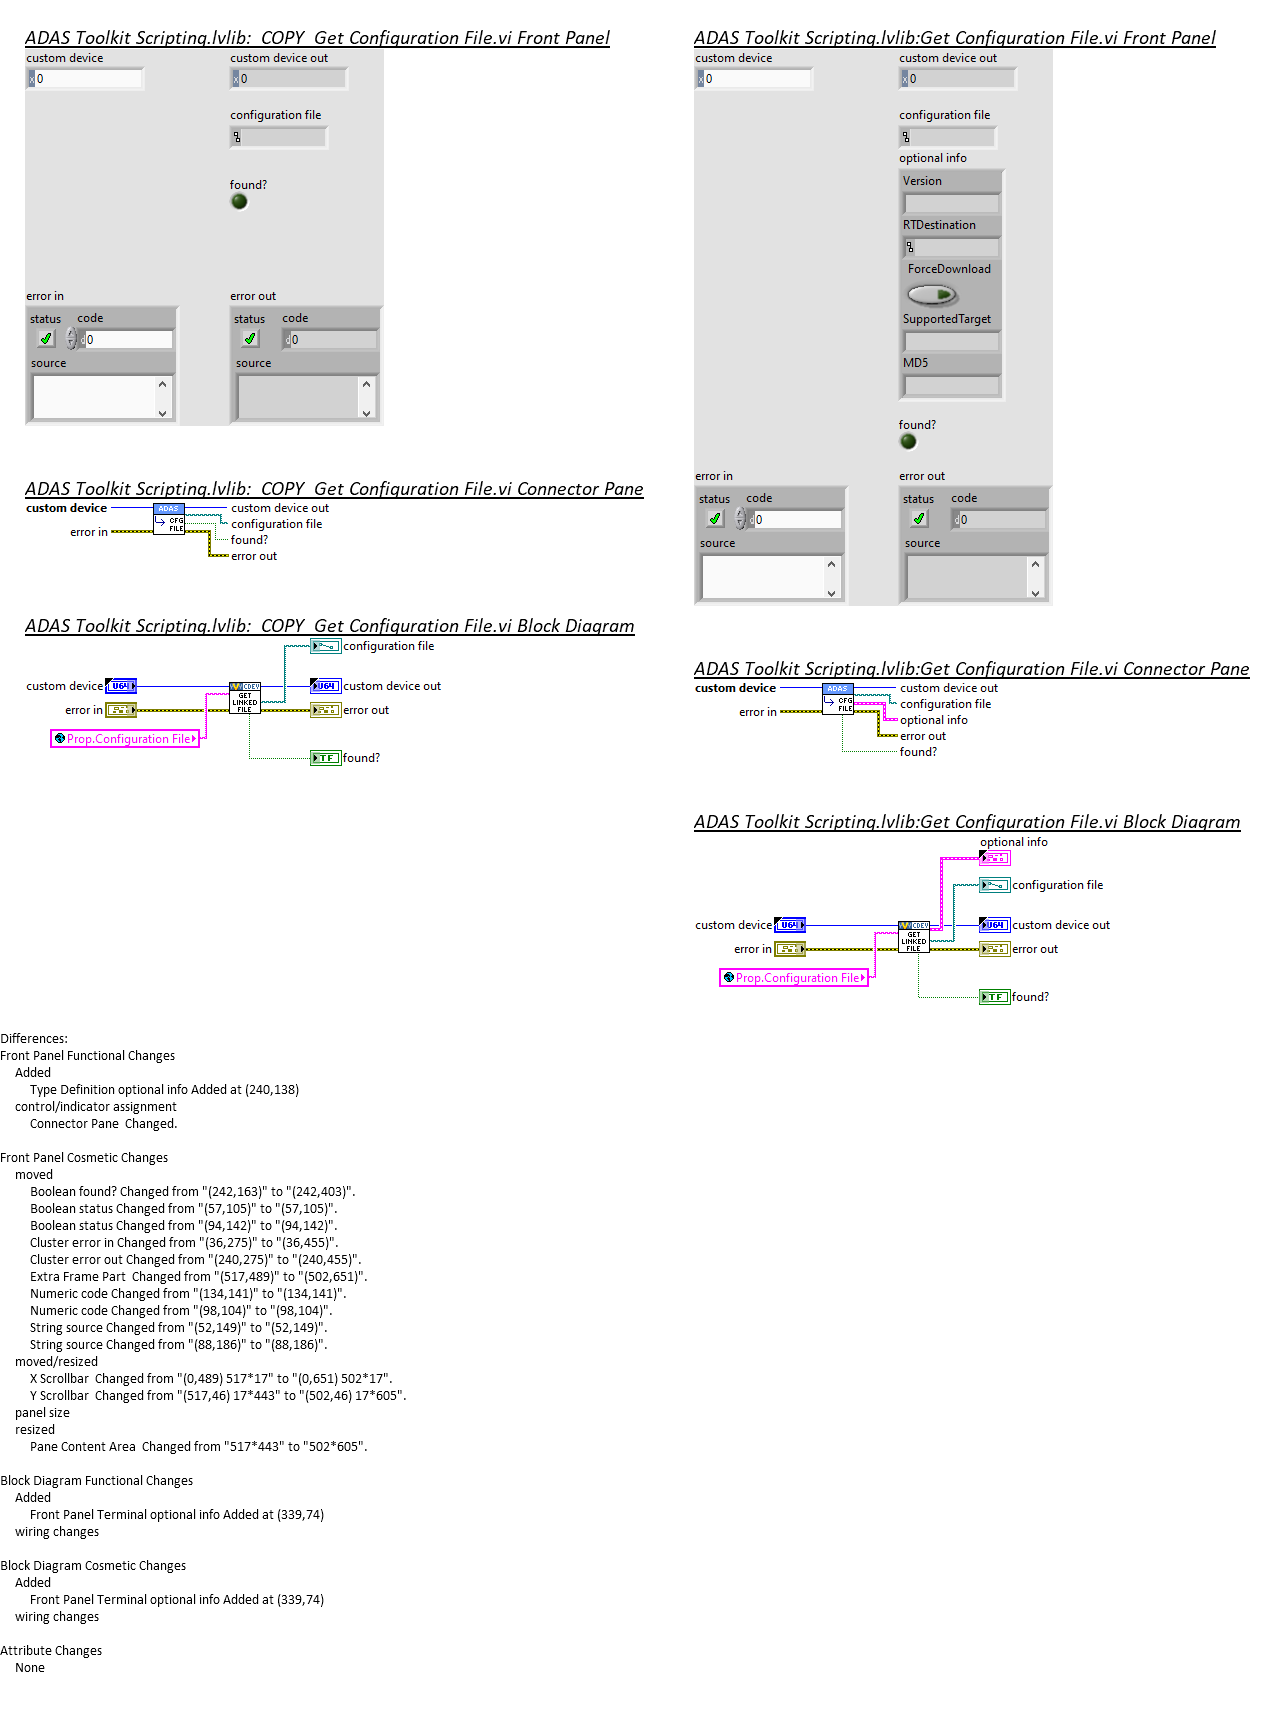 ADAS Toolkit Scripting.lvlib:_COPY_Get Configuration File.vi Front Panel
custom device
custom device out
x 0
x 0
configuration file
found?
error in
error out
status
code
status
code
d 0
d 0
source
source
ADAS Toolkit Scripting.lvlib:_COPY_Get Configuration File.vi Connector Pane
custom device
ADAS
custom device out
CFG
configuration file
error in
FILE
found?
error out
ADAS Toolkit Scripting.lvlib:_COPY_Get Configuration File.vi Block Diagram
configuration file
custom device
U64
CDEV
U64
custom device out
GET
LINKED
FILE
error in
error out
Prop.Configuration File
TF
found?
ADAS Toolkit Scripting.lvlib:Get Configuration File.vi Front Panel
custom device
custom device out
x 0
x 0
configuration file
optional info
Version
RTDestination
ForceDownload
SupportedTarget
MD5
found?
error in
error out
status
code
status
code
d 0
d 0
source
source
ADAS Toolkit Scripting.lvlib:Get Configuration File.vi Connector Pane
custom device
ADAS
custom device out
CFG
configuration file
error in
FILE
optional info
error out
found?
ADAS Toolkit Scripting.lvlib:Get Configuration File.vi Block Diagram
optional info
configuration file
custom device
U64
CDEV
U64
custom device out
GET
LINKED
FILE
error in
error out
Prop.Configuration File
TF
found?
Differences:
Front Panel Functional Changes
Added
Type Definition optional info Added at (240,138)
control/indicator assignment
Connector Pane  Changed.
Front Panel Cosmetic Changes
moved
Boolean found? Changed from "(242,163)" to "(242,403)".
Boolean status Changed from "(57,105)" to "(57,105)".
Boolean status Changed from "(94,142)" to "(94,142)".
Cluster error in Changed from "(36,275)" to "(36,455)".
Cluster error out Changed from "(240,275)" to "(240,455)".
Extra Frame Part  Changed from "(517,489)" to "(502,651)".
Numeric code Changed from "(134,141)" to "(134,141)".
Numeric code Changed from "(98,104)" to "(98,104)".
String source Changed from "(52,149)" to "(52,149)".
String source Changed from "(88,186)" to "(88,186)".
moved/resized
X Scrollbar  Changed from "(0,489) 517*17" to "(0,651) 502*17".
Y Scrollbar  Changed from "(517,46) 17*443" to "(502,46) 17*605".
panel size
resized
Pane Content Area  Changed from "517*443" to "502*605".
Block Diagram Functional Changes
Added
Front Panel Terminal optional info Added at (339,74)
wiring changes
Block Diagram Cosmetic Changes
Added
Front Panel Terminal optional info Added at (339,74)
wiring changes
Attribute Changes
None